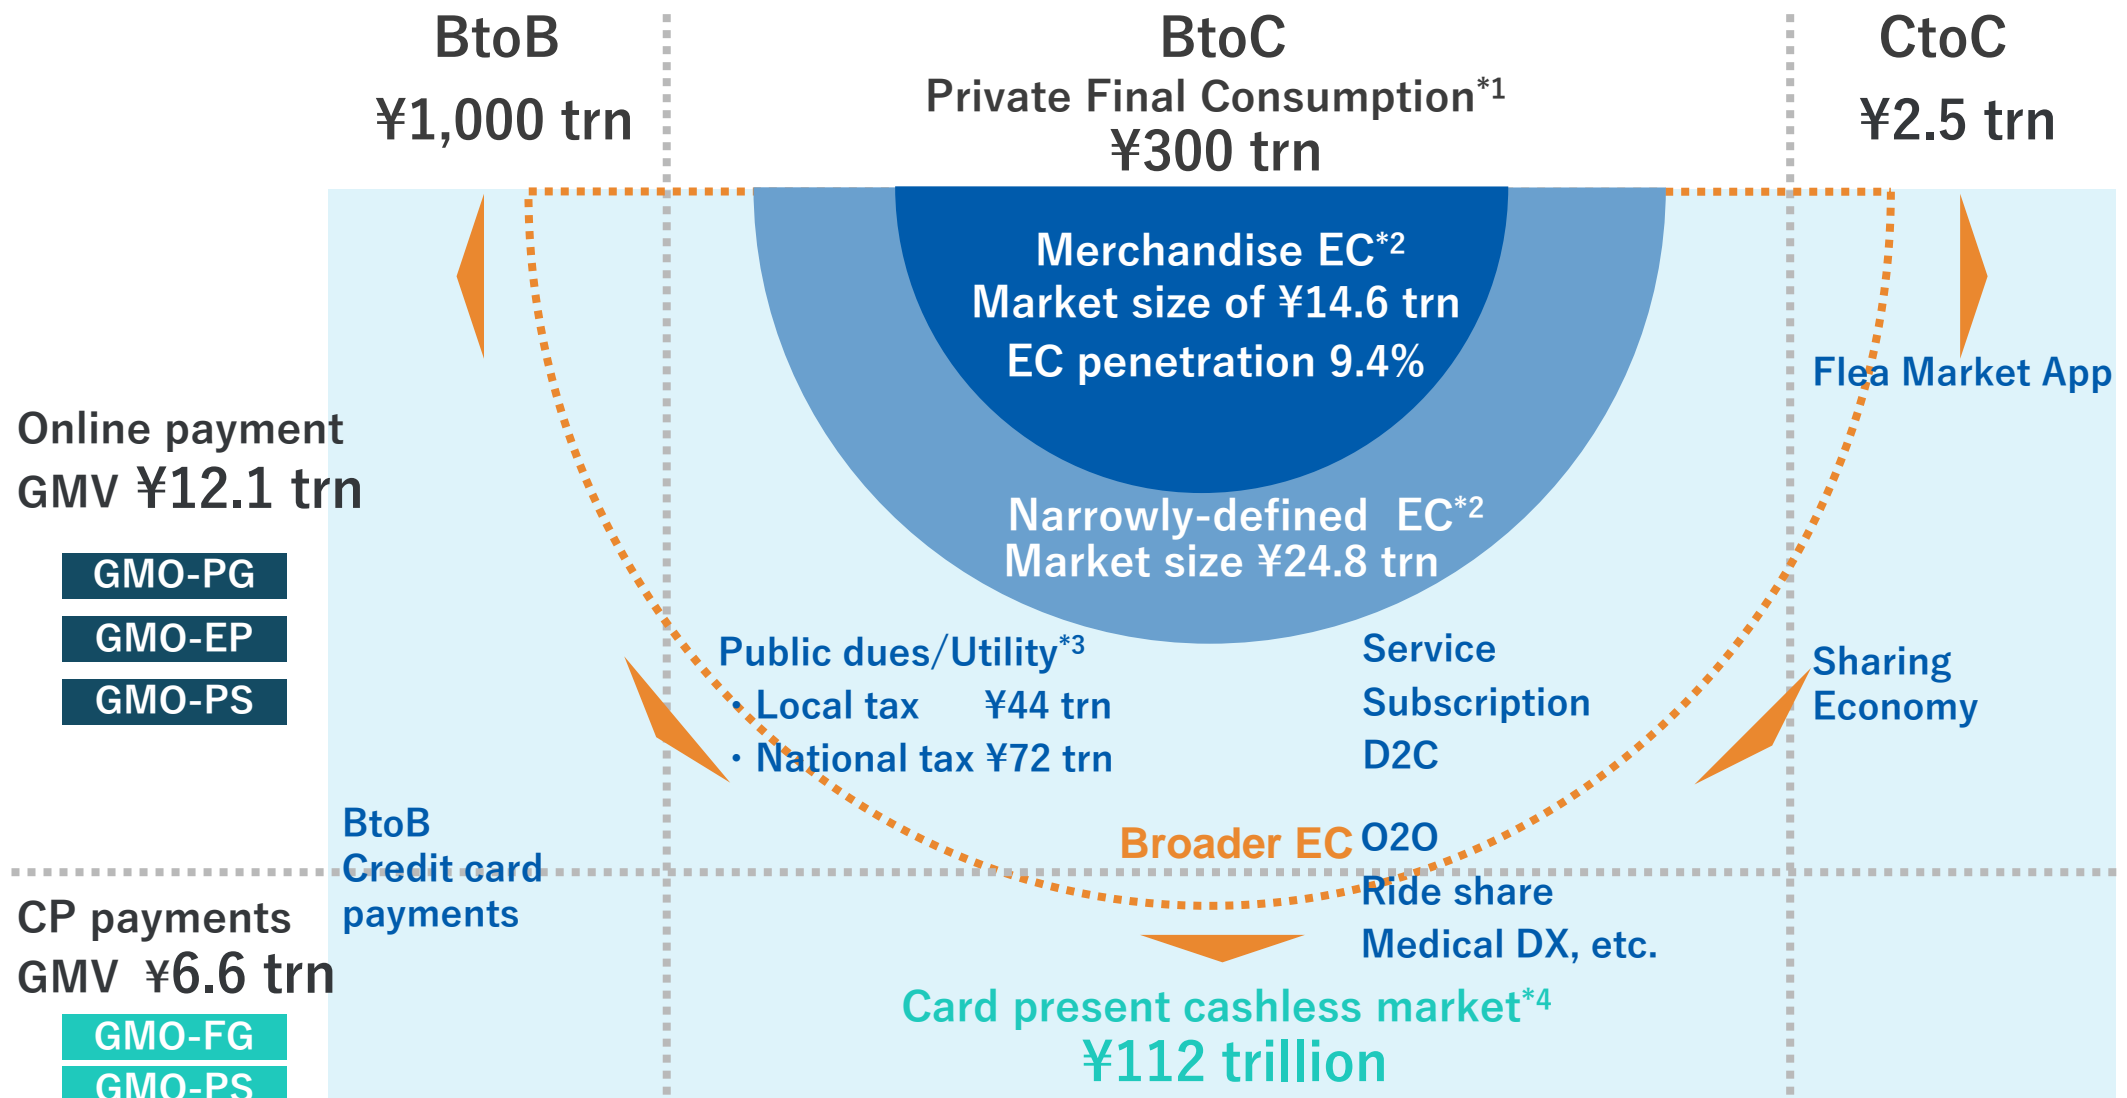 BtoB
¥1,000 trn
BtoC
Private Final Consumption*1
¥300 trn
CtoC
¥2.5 trn
Merchandise EC*2
Market size of ¥14.6 trn
EC penetration 9.4%
Narrowly-defined EC*2
Market size ¥24.8 trn
Flea Market App
Online payment
GMV ¥12.1 trn
GMO-PG
GMO-EP
GMO-PS
Public dues/Utility*3
・Local tax ¥44 trn
・National tax ¥72 trn
Service
Subscription
D2C
O2O
Ride share
Medical DX, etc.
Sharing
Economy
BtoB
Credit card
payments
Broader EC
CP payments
GMV ¥6.6 trn
GMO-FG
GMO-PS
Card present cashless market*4
¥112 trillion